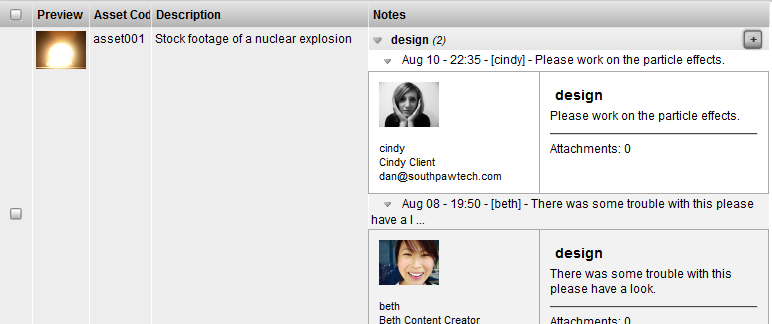 Preview Asset Cod Description Notes
asset001 Stock footage of a nuclear explosion
design (2) +
Aug 10 - 22:35 - [cindy] - Please work on the particle effects.
design
Please work on the particle effects.
Attachments: 0
cindy
Cindy Client
dan@southpawtech.com
Aug 08 - 19:50 - [beth] - There was some trouble with this please
have a l ...
design
There was some trouble with this
please have a look.
Attachments: 0
beth
Beth Content Creator